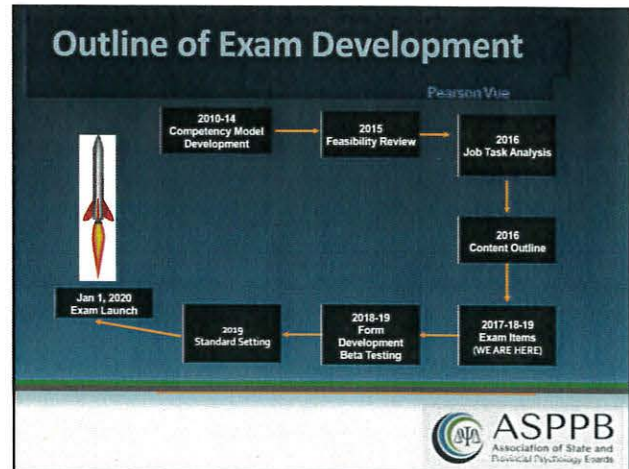 Outline of Exam Development
Pearson Vue
2010-14
Competency Model
Development
2015
Feasibility Review
2016
Job Task Analysis
2016
Content Outline
2017-18-19
Exam Items
(WE ARE HERE)
2018-19
Form
Development
Beta Testing
2019
Standard Setting
Jan 1, 2020
Exam Launch
ASPPB
Association of State and
Provincial Psychology Boards